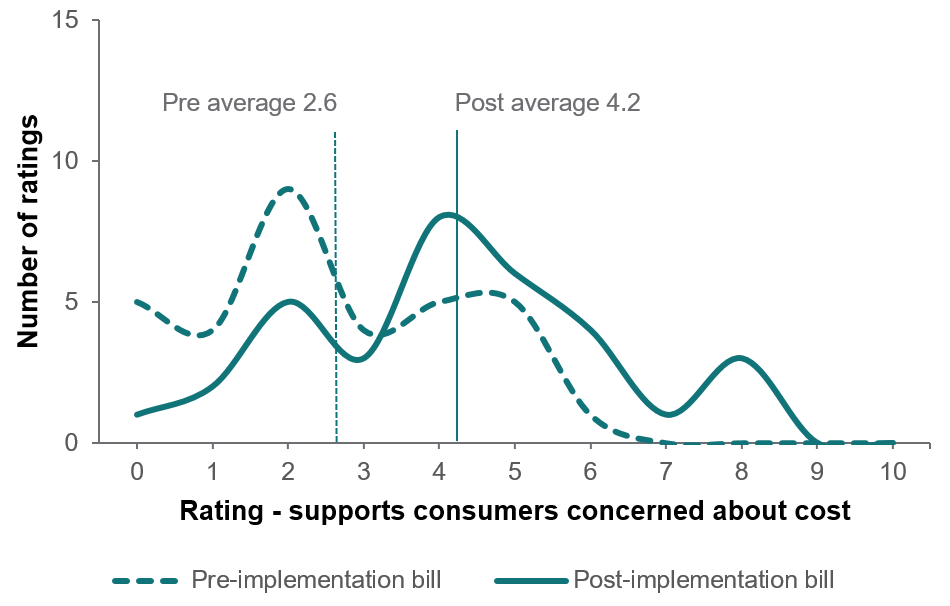 15
Pre average 2.6
Post average 4.2
10
5
0
Number of ratings
0 1 2 3 4 5 6 7 8 9 10
Rating - supports consumers concerned about cost
Pre-implementation bill
Post-implementation bill